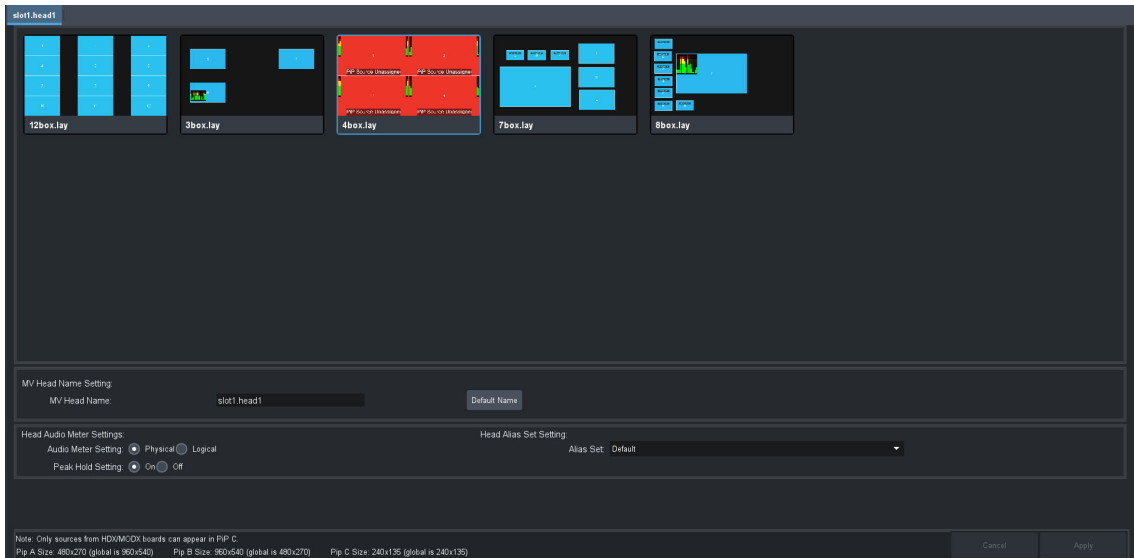 slot1.head1
12box.lay
3box.lay
PiP Source Unassigne PiP Source Unassigne
PiP Source Unassigne PiP Source Unassigne
4box.lay
7box.lay
8box.lay
MV Head Name Setting:
MV Head Name: slot1.head1 Default Name
Head Audio Meter Settings: Head Alias Set Setting:
Audio Meter Setting: Physical Logical Alias Set: Default
Peak Hold Setting: On Off
Note: Only sources from HDX/MODX boards can appear in PiP C.
Pip A Size: 480x270 (global is 960x540) Pip B Size: 960x540 (global is 480x270) Pip C Size: 240x135 (global is 240x135)
Cancel Apply